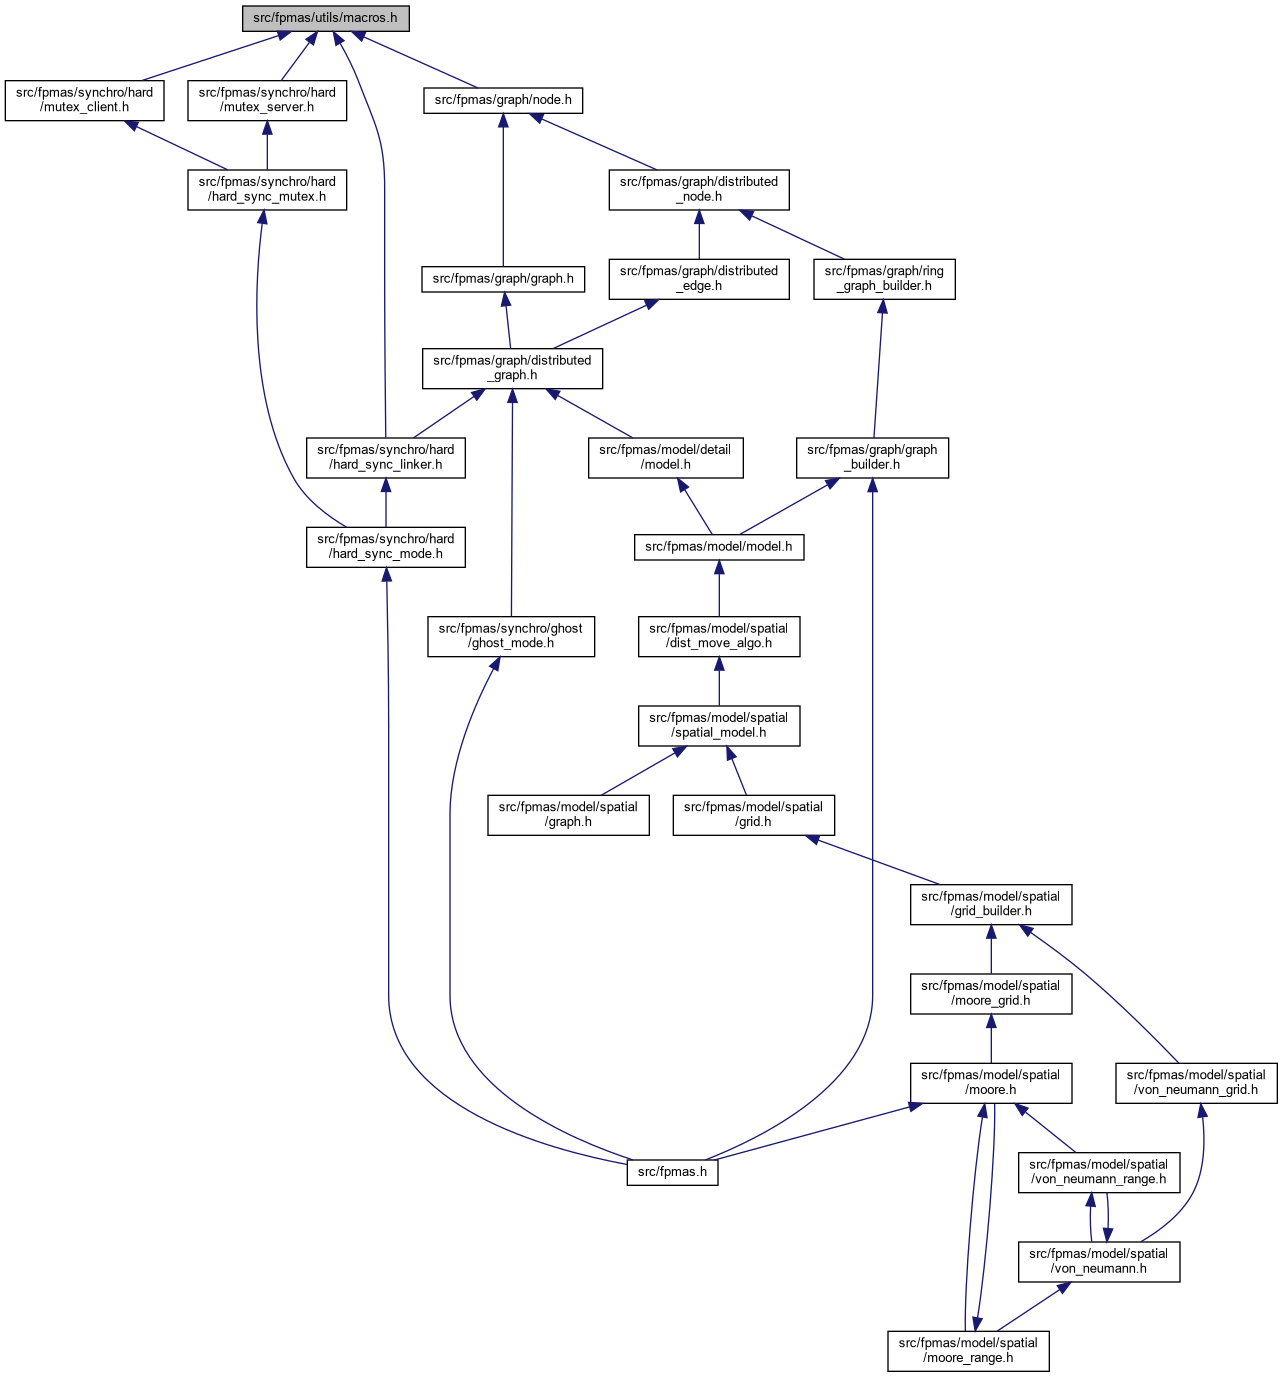 src/fpmas/utils/macros.h
src/fpmas/synchro/hard
/mutex_client.h
src/fpmas/synchro/hard
/mutex_server.h
src/fpmas/graph/node.h
src/fpmas/synchro/hard
/hard_sync_mutex.h
src/fpmas/graph/distributed
_node.h
src/fpmas/graph/graph.h
src/fpmas/graph/distributed
_edge.h
src/fpmas/graph/ring
_graph_builder.h
src/fpmas/graph/distributed
_graph.h
src/fpmas/synchro/hard
/hard_sync_linker.h
src/fpmas/model/detail
/model.h
src/fpmas/graph/graph
_builder.h
src/fpmas/synchro/hard
/hard_sync_mode.h
src/fpmas/model/model.h
src/fpmas/synchro/ghost
/ghost_mode.h
src/fpmas/model/spatial
/dist_move_algo.h
src/fpmas/model/spatial
/spatial_model.h
src/fpmas/model/spatial
/graph.h
src/fpmas/model/spatial
/grid.h
src/fpmas/model/spatial
/grid_builder.h
src/fpmas/model/spatial
/moore_grid.h
src/fpmas/model/spatial
/moore.h
src/fpmas/model/spatial
/von_neumann_grid.h
src/fpmas.h
src/fpmas/model/spatial
/von_neumann_range.h
src/fpmas/model/spatial
/von_neumann.h
src/fpmas/model/spatial
/moore_range.h